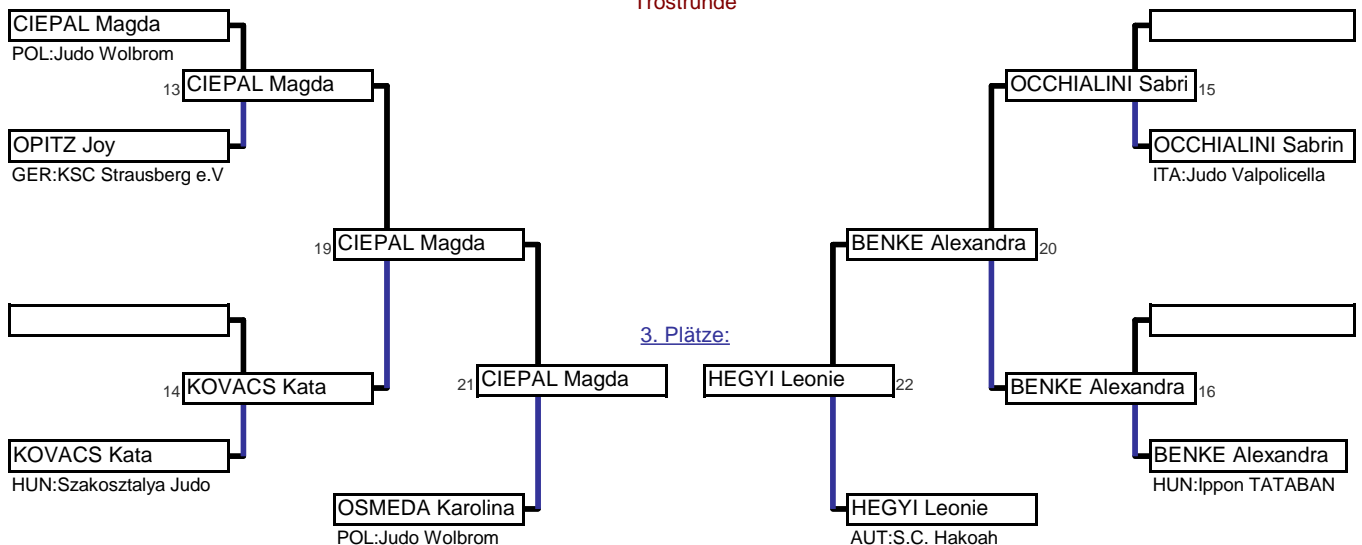 Trostrunde
CIEPAL Magda
POL:Judo Wolbrom
13 CIEPAL Magda
OCCHIALINI Sabri 15
OPITZ Joy
GER:KSC Strausberg e.V
OCCHIALINI Sabrin
ITA:Judo Valpolicella
19 CIEPAL Magda
BENKE Alexandra 20
3. Plätze:
21 CIEPAL Magda
HEGYI Leonie 22
14 KOVACS Kata
BENKE Alexandra 16
KOVACS Kata
HUN:Szakosztalya Judo
BENKE Alexandra
HUN:Ippon TATABAN
OSMEDA Karolina
POL:Judo Wolbrom
HEGYI Leonie
AUT:S.C. Hakoah